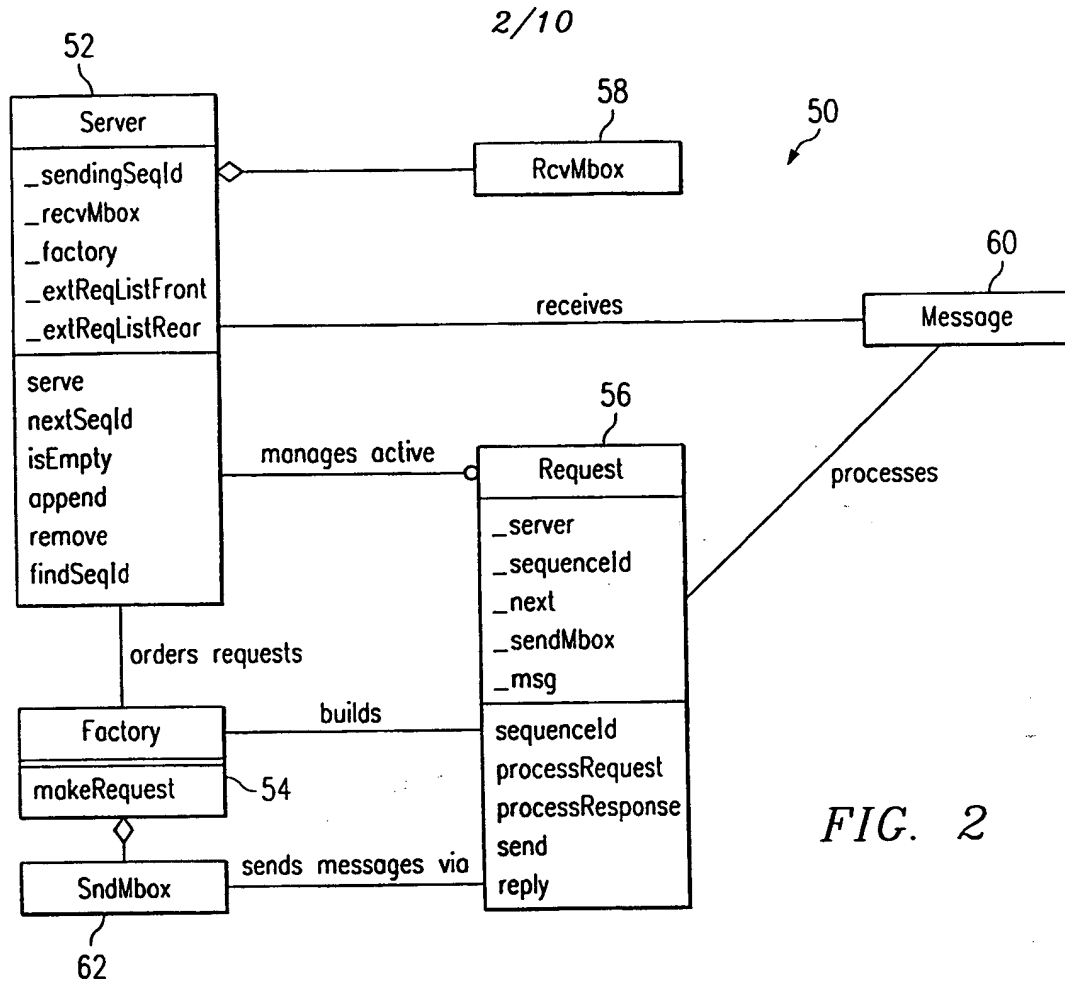 2/10
52
Server
_sendingSeqId
_recvMbox
_factory
_extReqListFront
_extReqListRear
serve
nextSeqId
isEmpty
append
remove
findSeqId
58
RcvMbox
50
60
Message
receives
manages active
56
Request
_server
_sequenceId
_next
_sendMbox
_msg
sequenceId
processRequest
processResponse
send
reply
processes
orders requests
Factory
makeRequest
54
builds
SndMbox
62
sends messages via
FIG. 2